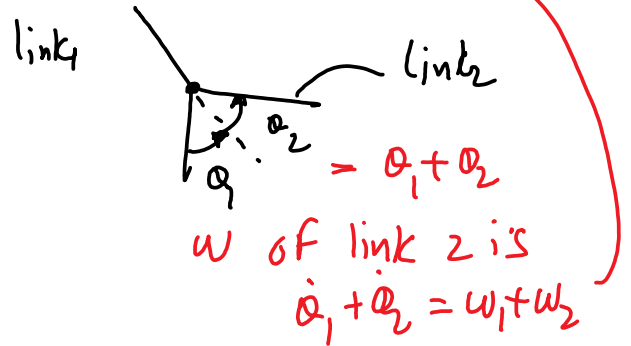 link₁
link₂
θ₂
θ₁
= θ₁ + θ₂
ω of link 2 is
θ̇₁ + θ̇₂ = ω₁ + ω₂